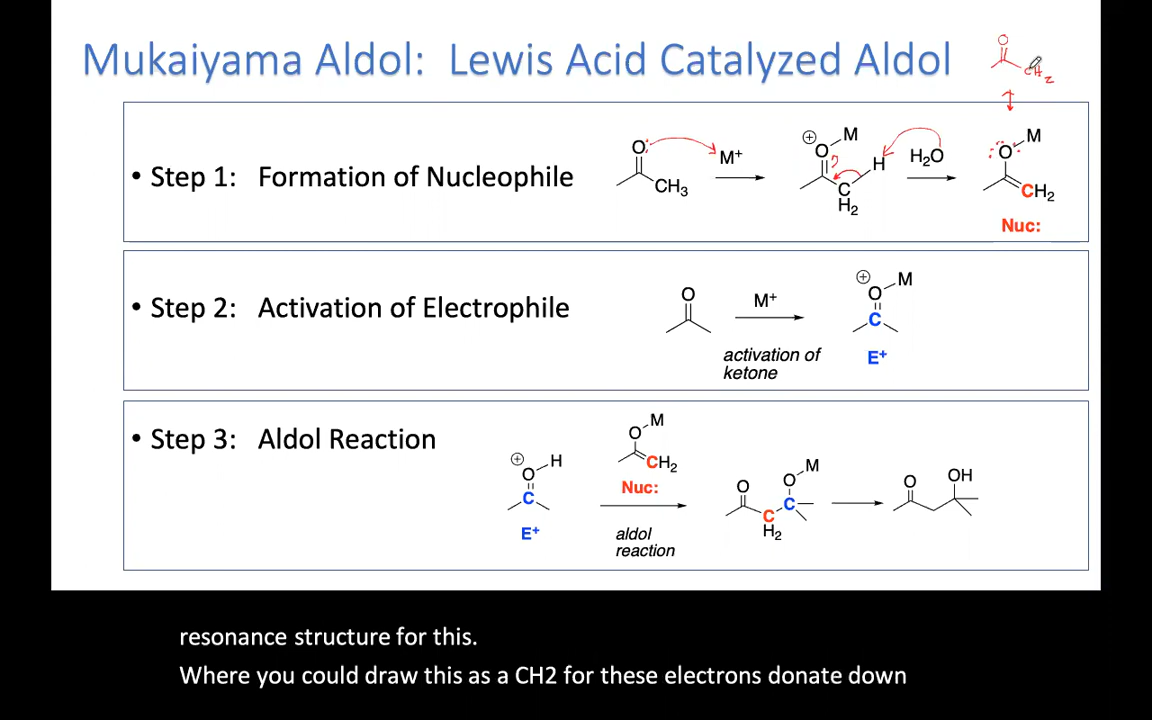 Mukaiyama Aldol: Lewis Acid Catalyzed Aldol
O
CH2
• Step 1: Formation of Nucleophile
O
CH3
M+
⊕ M
O
H
C
H2
H2O
M
O
CH2
Nuc:
• Step 2: Activation of Electrophile
O
M+
activation of
ketone
⊕ M
O
C
E+
• Step 3: Aldol Reaction
⊕ H
O
C
E+
M
O
CH2
Nuc:
aldol
reaction
O
M
O
C
C
H2
O
OH
resonance structure for this.
Where you could draw this as a CH2 for these electrons donate down